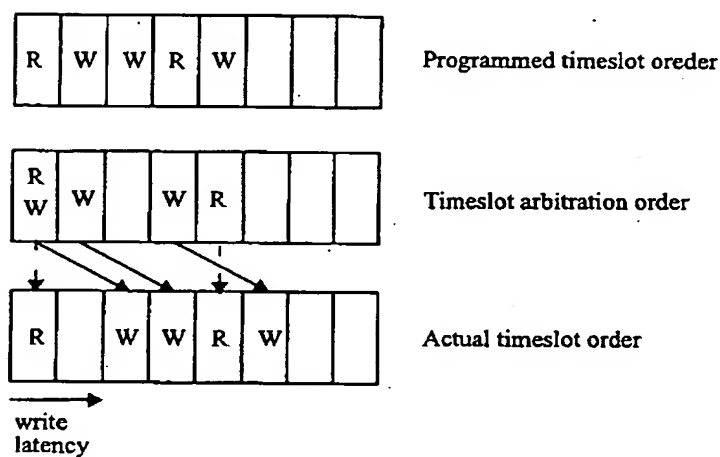 R W W R W Programmed timeslot oreder
R
W W W R Timeslot arbitration order
R W W R W Actual timeslot order
write
latency